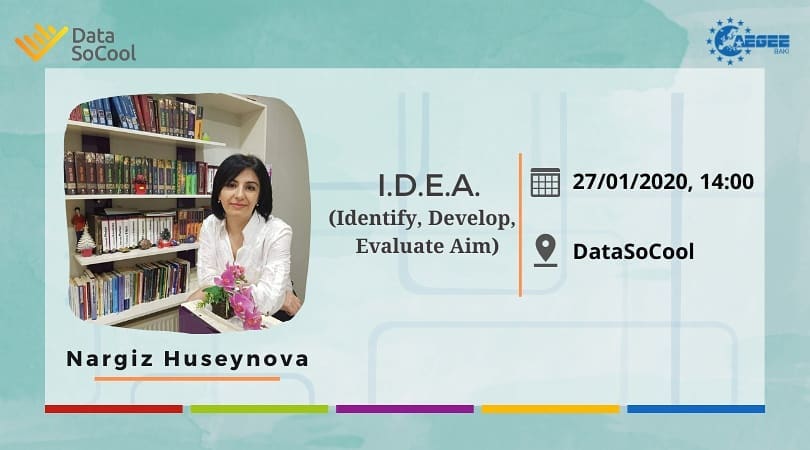 Data
SoCool
AEGEE
BAKI
I.D.E.A.
(Identify, Develop,
Evaluate Aim)
27/01/2020, 14:00
DataSoCool
Nargiz Huseynova